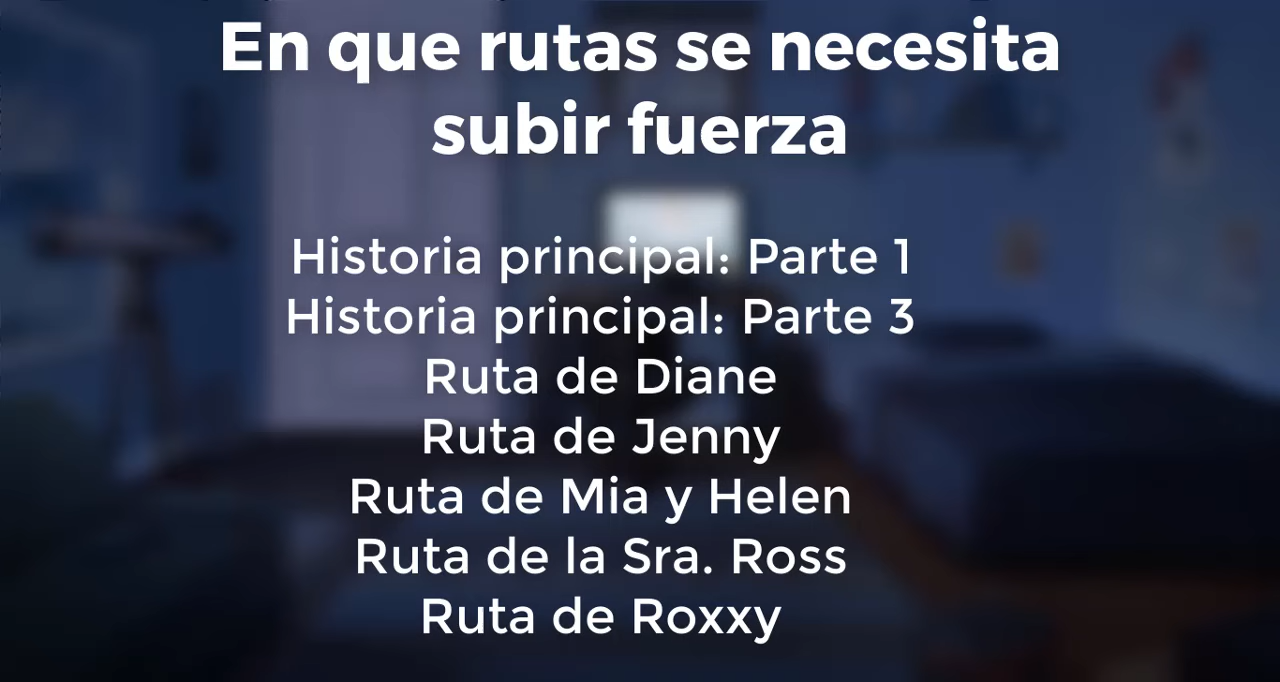 En que rutas se necesita
subir fuerza
Historia principal: Parte 1
Historia principal: Parte 3
Ruta de Diane
Ruta de Jenny
Ruta de Mia y Helen
Ruta de la Sra. Ross
Ruta de Roxxy